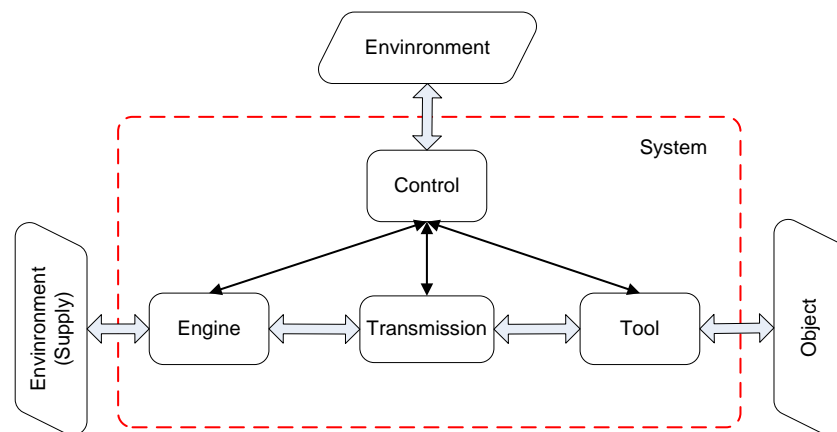 Envinronment
System
Control
Envinronment
(Supply)
Engine
Transmission
Tool
Object